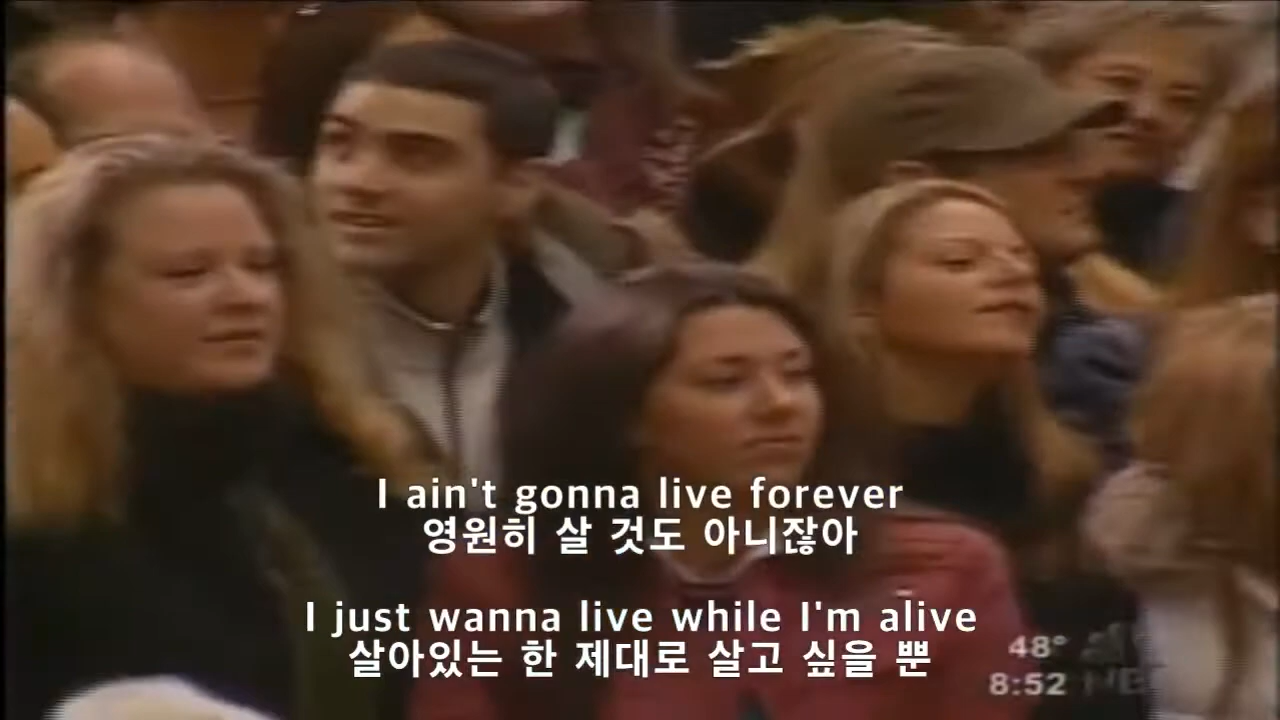 I ain't gonna live forever
영원히 살 것도 아니잖아
I just wanna live while I'm alive
살아있는 한 제대로 살고 싶을 뿐
48°
8:52